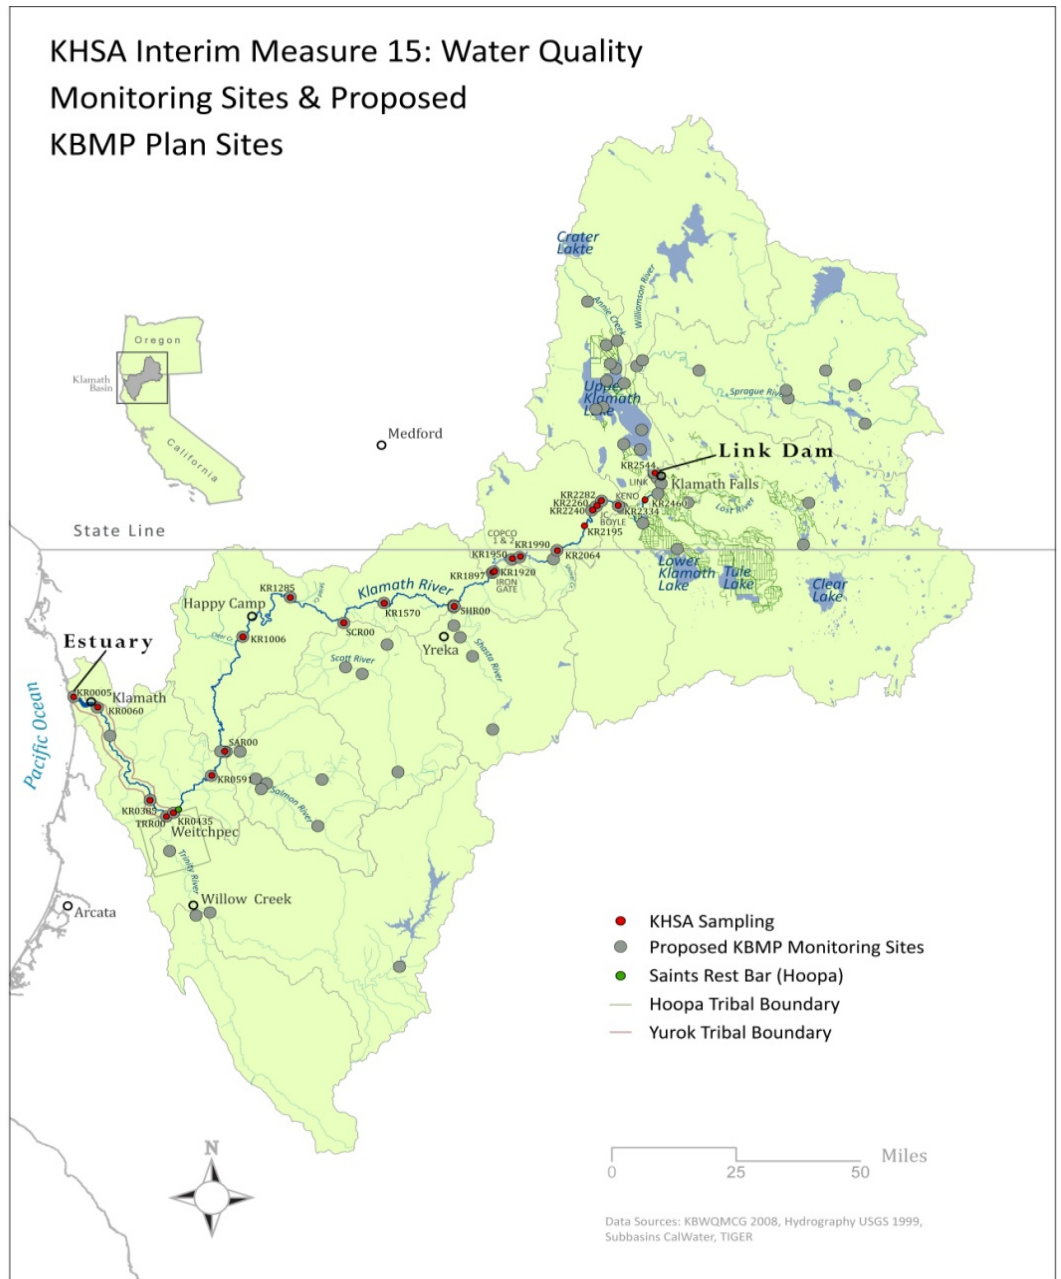 KHSA Interim Measure 15: Water Quality
Monitoring Sites & Proposed
KBMP Plan Sites
Crater
Lakte
Williamson River
Annie Creek
Oregon
Klamath
Basin
California
Upper
Klamath
Lake
Sprague River
Medford
Link Dam
KR2544
LINK
Klamath Falls
KR2282
KENO
KR2260
KR2460
KR2240
KR2334
Lost River
JC
BOYLE
State Line
KR2195
COPCO
1 & 2
KR1990
KR1950
KR2064
Lower
Klamath
Lake
Tule
Lake
Clear
Lake
KR1897
KR1920
IRON
GATE
KR1285
Klamath River
Happy Camp
KR1570
SHR00
SCR00
KR1006
Yreka
Shasta River
Scott River
Estuary
KR0005
Klamath
KR0060
Pacific Ocean
SAR00
KR0591
Salmon River
KR0385
KR0435
TRR00
Weitchpec
Trinity River
Willow Creek
Arcata
KHSA Sampling
Proposed KBMP Monitoring Sites
Saints Rest Bar (Hoopa)
Hoopa Tribal Boundary
Yurok Tribal Boundary
N
Miles
0 25 50
Data Sources: KBWQMCG 2008, Hydrography USGS 1999,
Subbasins CalWater, TIGER